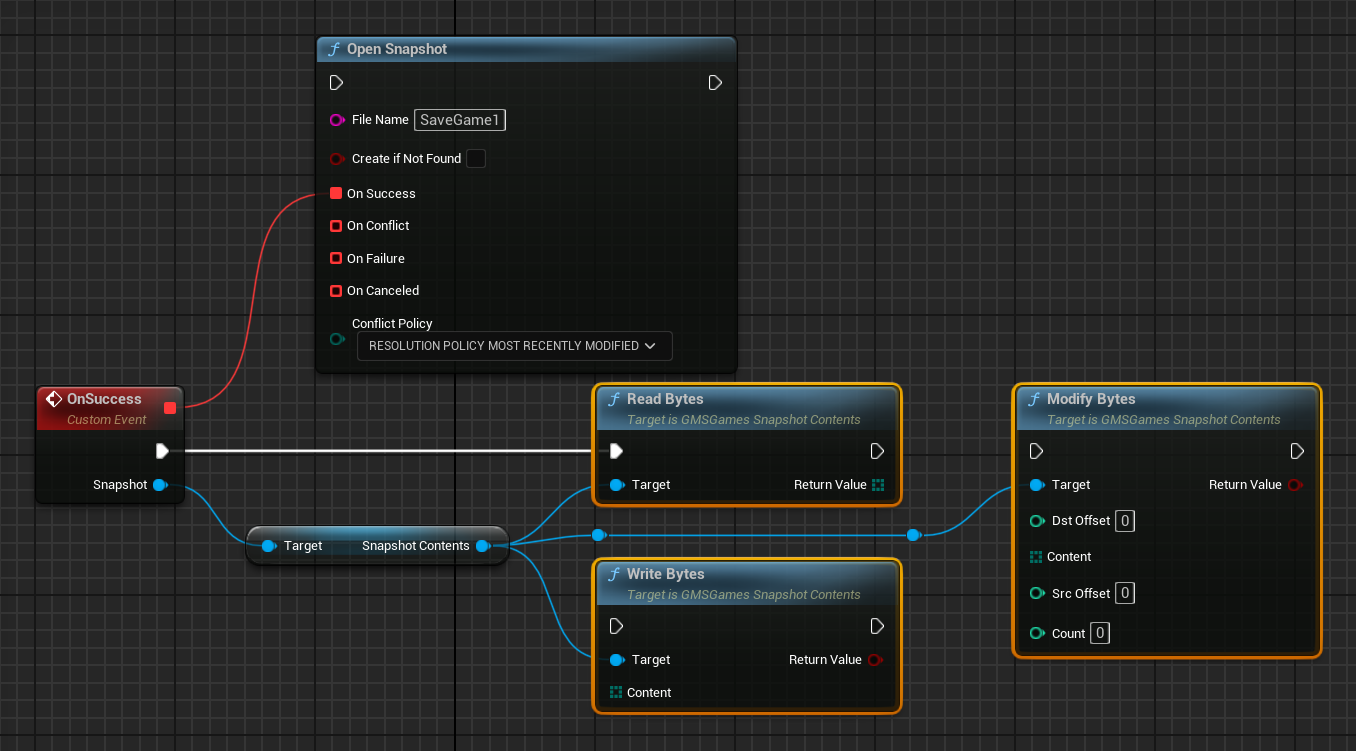 Open Snapshot
File Name SaveGame1
Create if Not Found
On Success
On Conflict
On Failure
On Canceled
Conflict Policy
RESOLUTION POLICY MOST RECENTLY MODIFIED
OnSuccess
Custom Event
Snapshot
Target Snapshot Contents
Read Bytes
Target is GMSGames Snapshot Contents
Target Return Value
Write Bytes
Target is GMSGames Snapshot Contents
Target Return Value
Content
Modify Bytes
Target is GMSGames Snapshot Contents
Target Return Value
Dst Offset 0
Content
Src Offset 0
Count 0